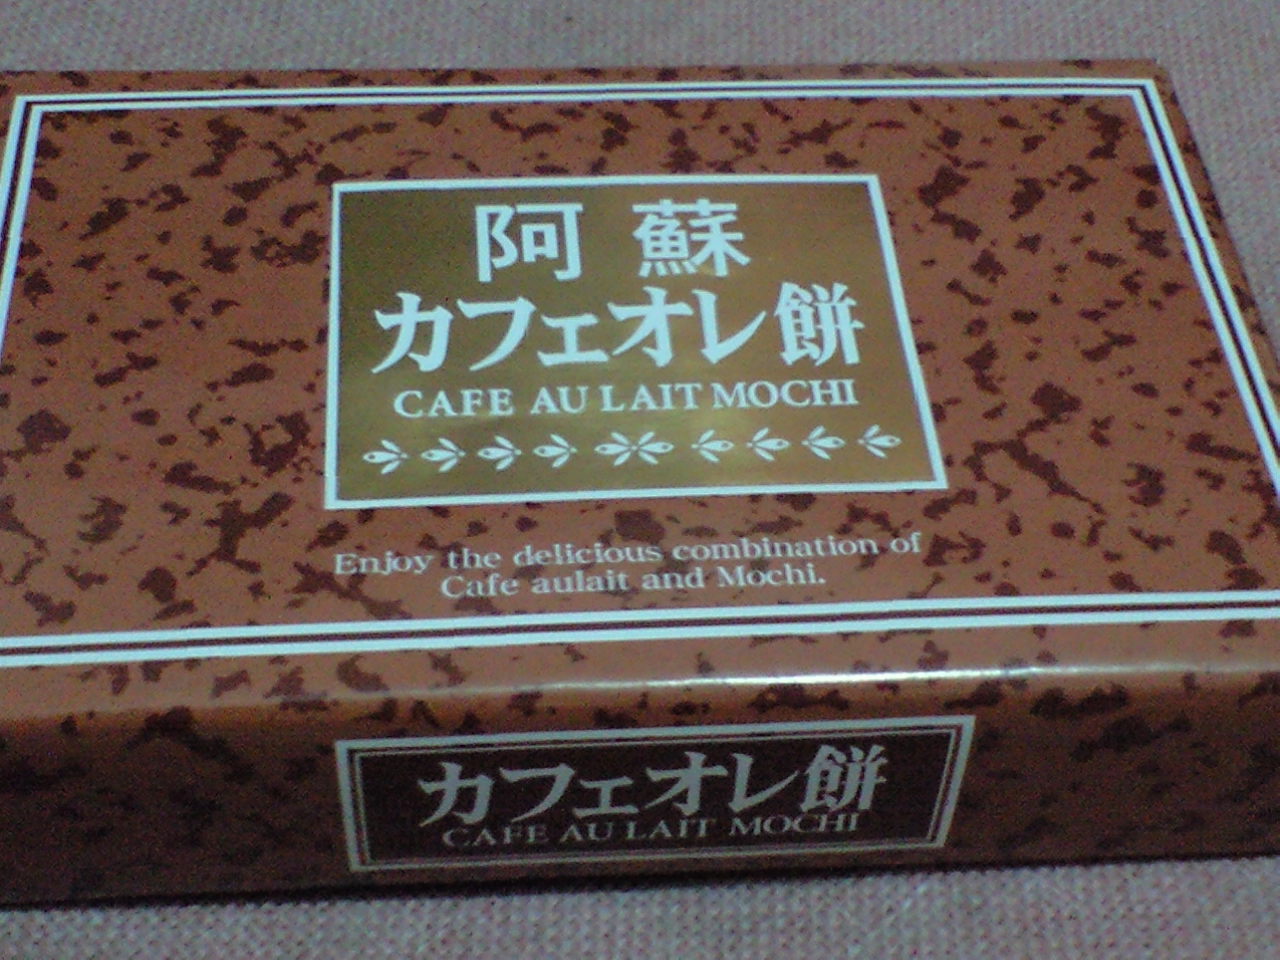 阿蘇
カフェオレ餅
CAFE AU LAIT MOCHI
Enjoy the delicious combination of
Cafe aulait and Mochi.
カフェオレ餅
CAFE AU LAIT MOCHI